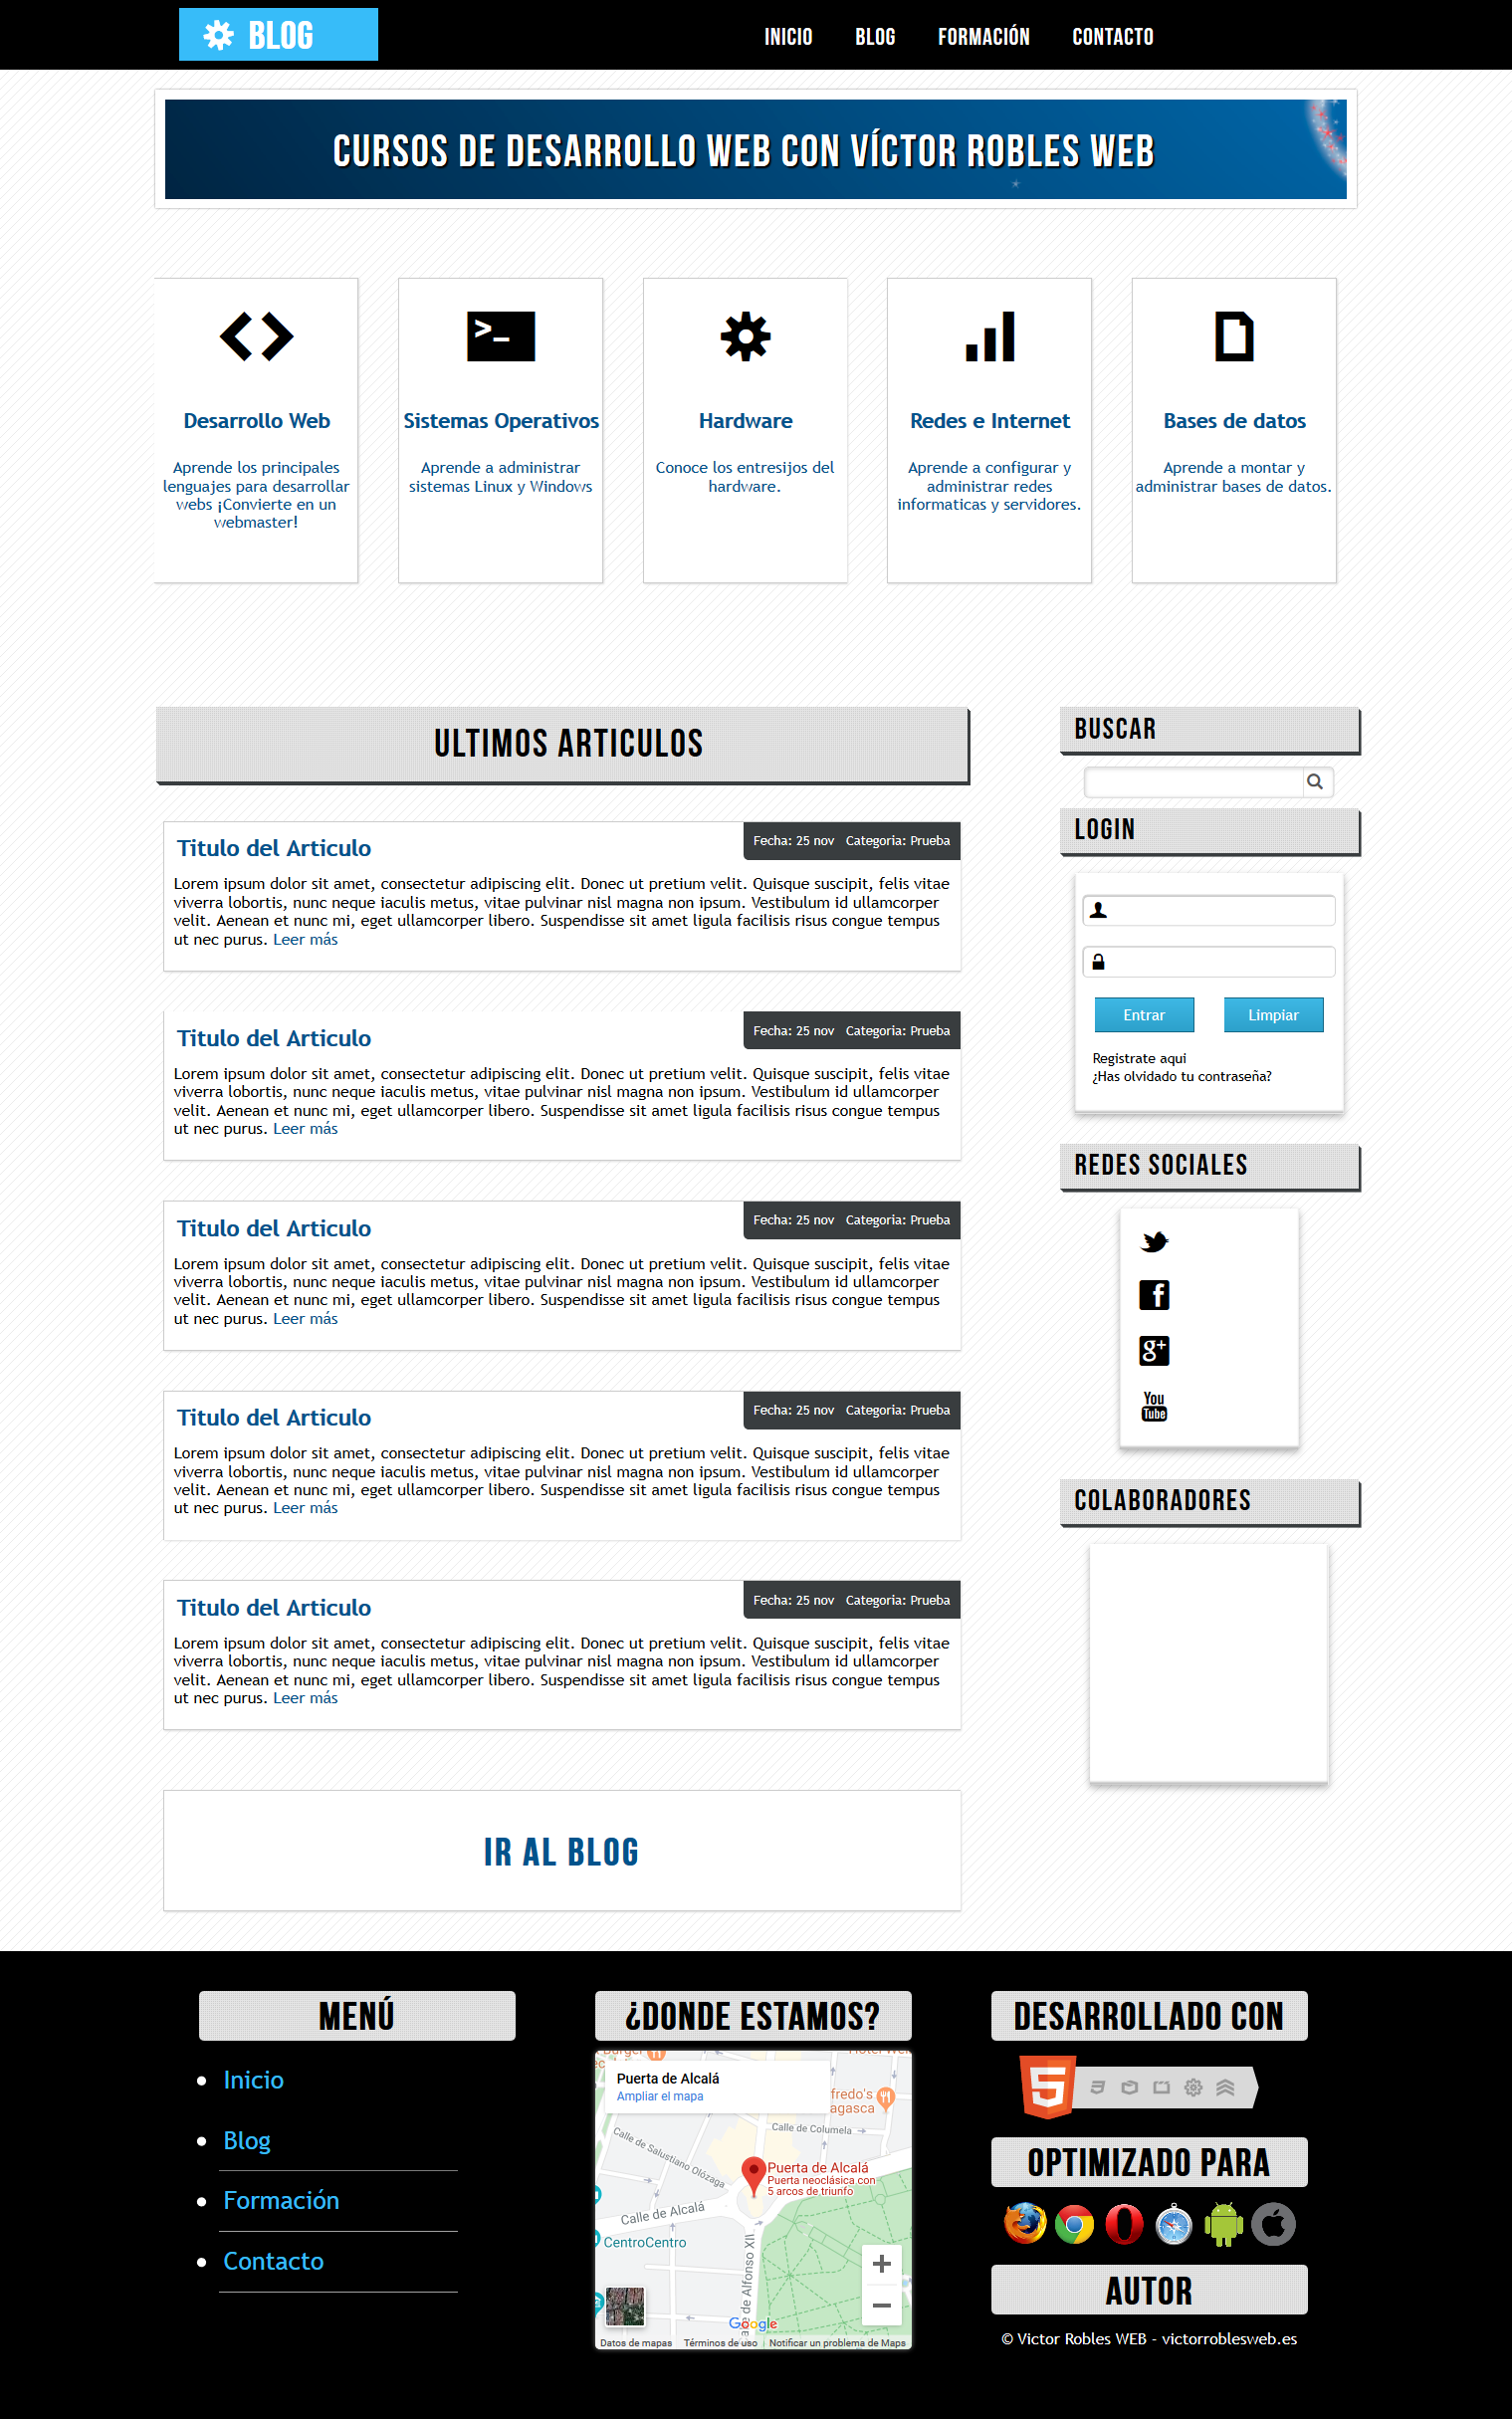 BLOG
INICIO BLOG FORMACIÓN CONTACTO
CURSOS DE DESARROLLO WEB CON VÍCTOR ROBLES WEB
>_
Desarrollo Web
Aprende los principales
lenguajes para desarrollar
webs ¡Convierte en un
webmaster!
Sistemas Operativos
Aprende a administrar
sistemas Linux y Windows
Hardware
Conoce los entresijos del
hardware.
Redes e Internet
Aprende a configurar y
administrar redes
informaticas y servidores.
Bases de datos
Aprende a montar y
administrar bases de datos.
ULTIMOS ARTICULOS
Titulo del Articulo
Fecha: 25 nov Categoria: Prueba
Lorem ipsum dolor sit amet, consectetur adipiscing elit. Donec ut pretium velit. Quisque suscipit, felis vitae
viverra lobortis, nunc neque iaculis metus, vitae pulvinar nisl magna non ipsum. Vestibulum id ullamcorper
velit. Aenean et nunc mi, eget ullamcorper libero. Suspendisse sit amet ligula facilisis risus congue tempus
ut nec purus. Leer más
Titulo del Articulo
Fecha: 25 nov Categoria: Prueba
Lorem ipsum dolor sit amet, consectetur adipiscing elit. Donec ut pretium velit. Quisque suscipit, felis vitae
viverra lobortis, nunc neque iaculis metus, vitae pulvinar nisl magna non ipsum. Vestibulum id ullamcorper
velit. Aenean et nunc mi, eget ullamcorper libero. Suspendisse sit amet ligula facilisis risus congue tempus
ut nec purus. Leer más
Titulo del Articulo
Fecha: 25 nov Categoria: Prueba
Lorem ipsum dolor sit amet, consectetur adipiscing elit. Donec ut pretium velit. Quisque suscipit, felis vitae
viverra lobortis, nunc neque iaculis metus, vitae pulvinar nisl magna non ipsum. Vestibulum id ullamcorper
velit. Aenean et nunc mi, eget ullamcorper libero. Suspendisse sit amet ligula facilisis risus congue tempus
ut nec purus. Leer más
Titulo del Articulo
Fecha: 25 nov Categoria: Prueba
Lorem ipsum dolor sit amet, consectetur adipiscing elit. Donec ut pretium velit. Quisque suscipit, felis vitae
viverra lobortis, nunc neque iaculis metus, vitae pulvinar nisl magna non ipsum. Vestibulum id ullamcorper
velit. Aenean et nunc mi, eget ullamcorper libero. Suspendisse sit amet ligula facilisis risus congue tempus
ut nec purus. Leer más
Titulo del Articulo
Fecha: 25 nov Categoria: Prueba
Lorem ipsum dolor sit amet, consectetur adipiscing elit. Donec ut pretium velit. Quisque suscipit, felis vitae
viverra lobortis, nunc neque iaculis metus, vitae pulvinar nisl magna non ipsum. Vestibulum id ullamcorper
velit. Aenean et nunc mi, eget ullamcorper libero. Suspendisse sit amet ligula facilisis risus congue tempus
ut nec purus. Leer más
IR AL BLOG
BUSCAR
LOGIN
Entrar Limpiar
Registrate aqui
¿Has olvidado tu contraseña?
REDES SOCIALES
f
g+
You
Tube
COLABORADORES
MENÚ
Inicio
Blog
Formación
Contacto
¿DONDE ESTAMOS?
Puerta de Alcalá
Ampliar el mapa
Calle de Columela
Calle de Salustiano Olózaga
Puerta de Alcalá
Puerta neoclásica con
5 arcos de triunfo
Calle de Alcalá
CentroCentro
de Alfonso XII
Google
Datos de mapas Términos de uso Notificar un problema de Maps
DESARROLLADO CON
5
OPTIMIZADO PARA
AUTOR
© Victor Robles WEB - victorroblesweb.es